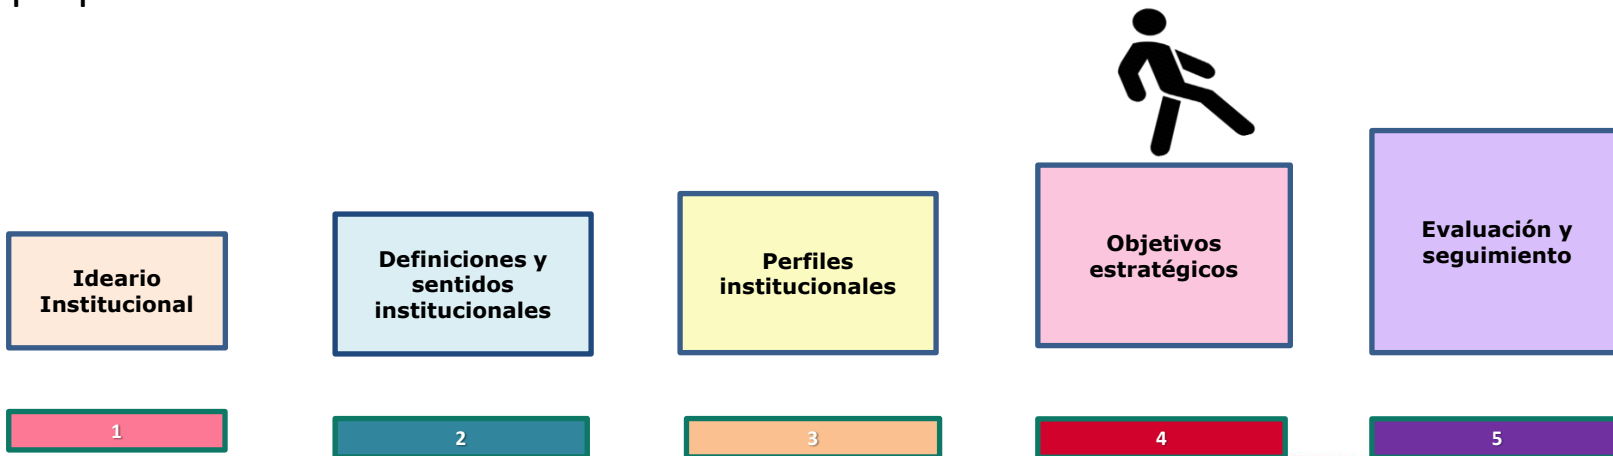 Ideario
Institucional
Definiciones y
sentidos
institucionales
Perfiles
institucionales
Objetivos
estratégicos
Evaluación y
seguimiento
1
2
3
4
5